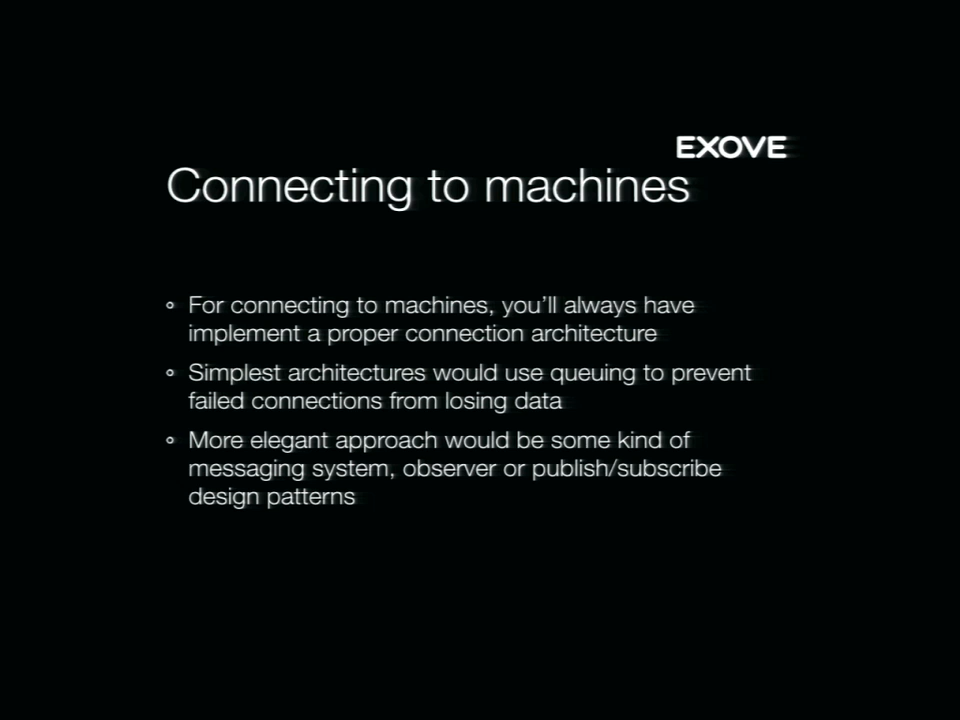 EXOVE
Connecting to machines
For connecting to machines, you'll always have
implement a proper connection architecture
Simplest architectures would use queuing to prevent
failed connections from losing data
More elegant approach would be some kind of
messaging system, observer or publish/subscribe
design patterns